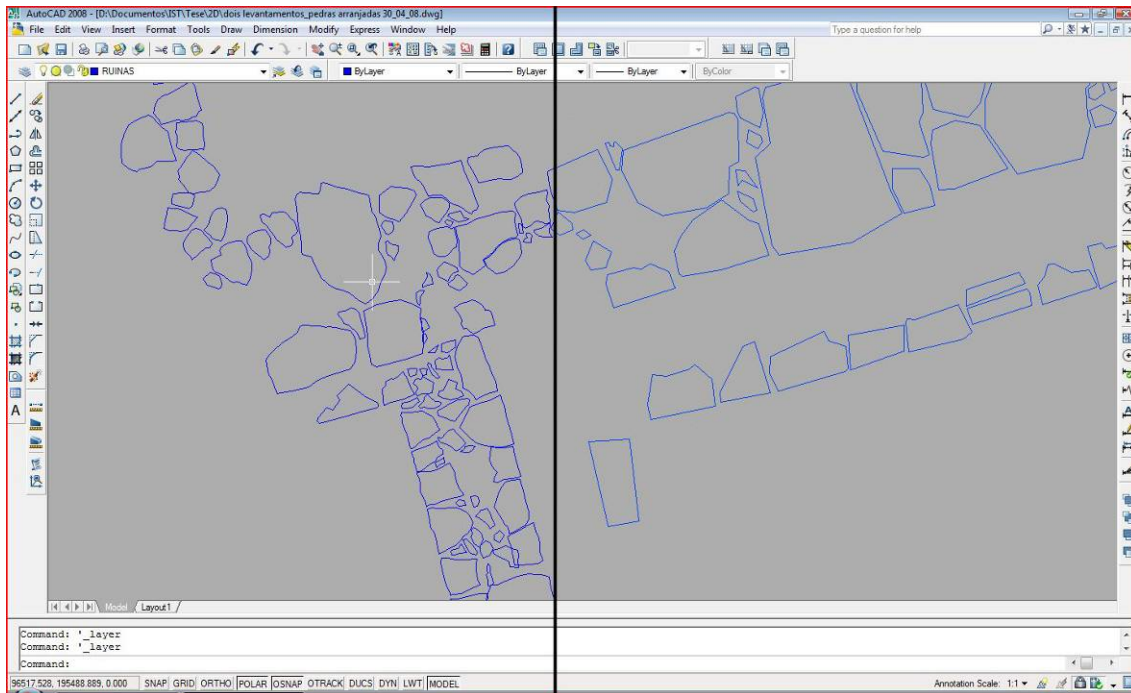 AutoCAD 2008 - [D:\Documentos\IST\Tese\2D\dois levantamentos_pedras arranjadas 30_04_08.dwg]
File Edit View Insert Format Tools Draw Dimension Modify Express Window Help
Type a question for help
RUINAS
ByLayer
ByLayer
ByLayer
ByColor
A
Model Layout1
Command: '_layer
Command: '_layer
Command:
96517.528, 195488.889, 0.000 SNAP GRID ORTHO POLAR OSNAP OTRACK DUCS DYN LWT MODEL
Annotation Scale: 1:1